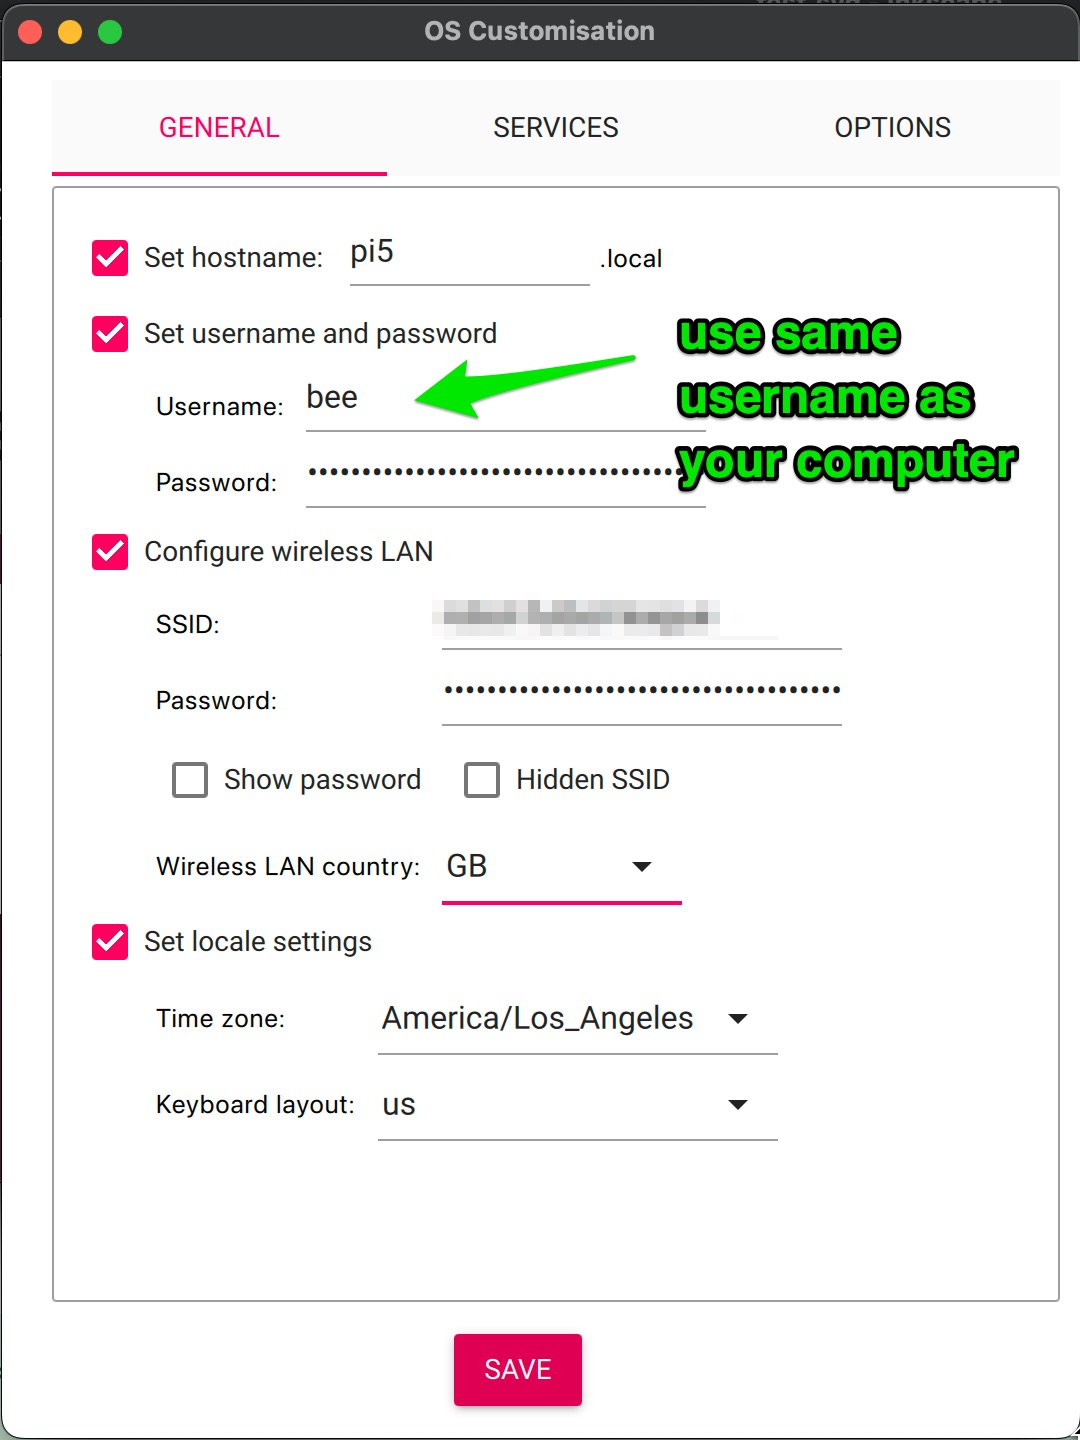 OS Customisation
GENERAL SERVICES OPTIONS
Set hostname: pi5 .local
Set username and password
Username: bee
use same
username as
your computer
Password: 
Configure wireless LAN
SSID:
Password:
Show password Hidden SSID
Wireless LAN country: GB
Set locale settings
Time zone: America/Los_Angeles
Keyboard layout: us
SAVE